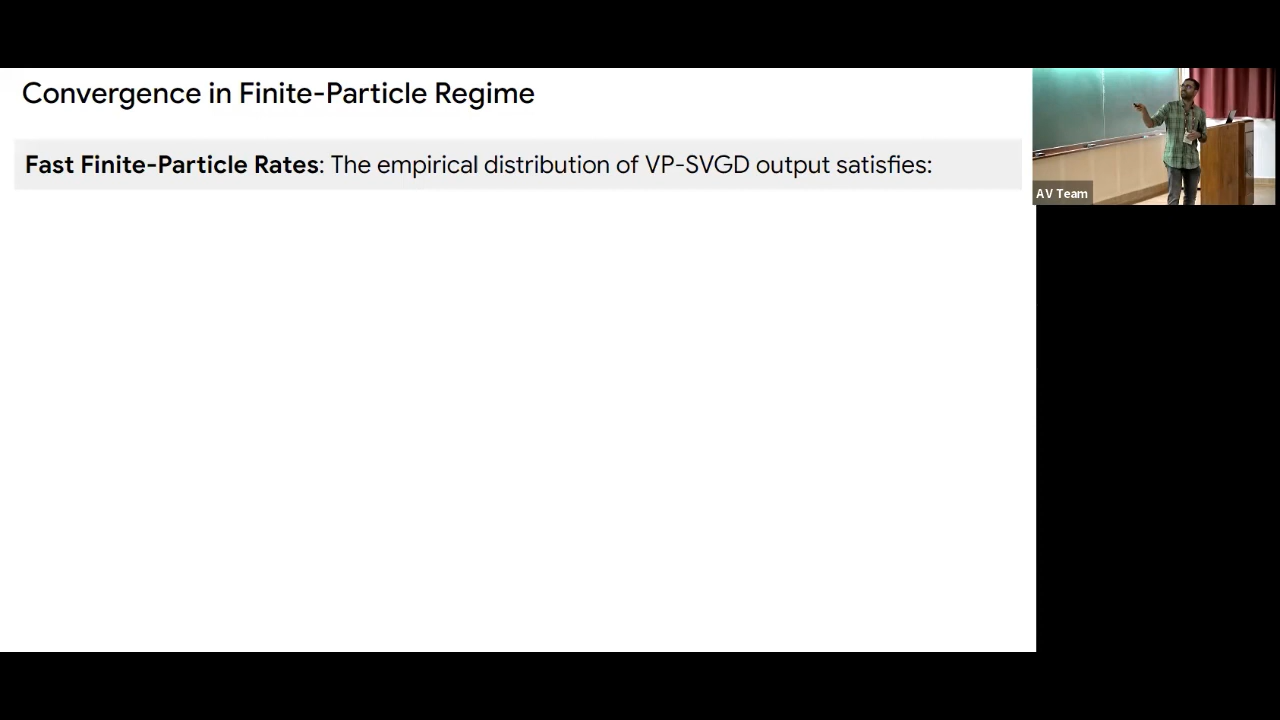 Convergence in Finite-Particle Regime
Fast Finite-Particle Rates: The empirical distribution of VP-SVGD output satisfies:
AV Team